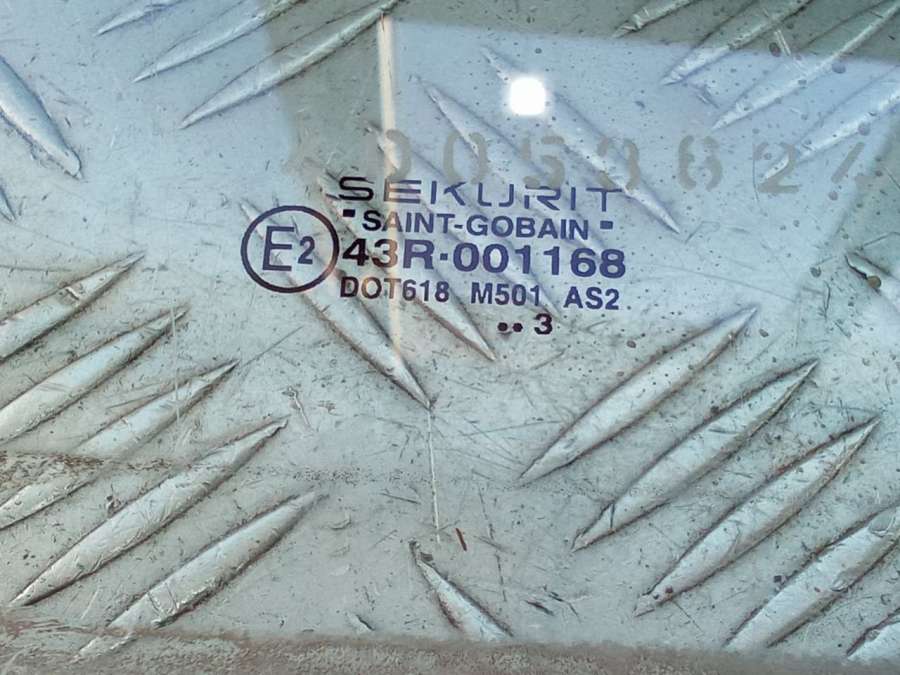 SEKURIT
"SAINT-GOBAIN"
E2
43R-001168
DOT618 M501 AS2
.. 3